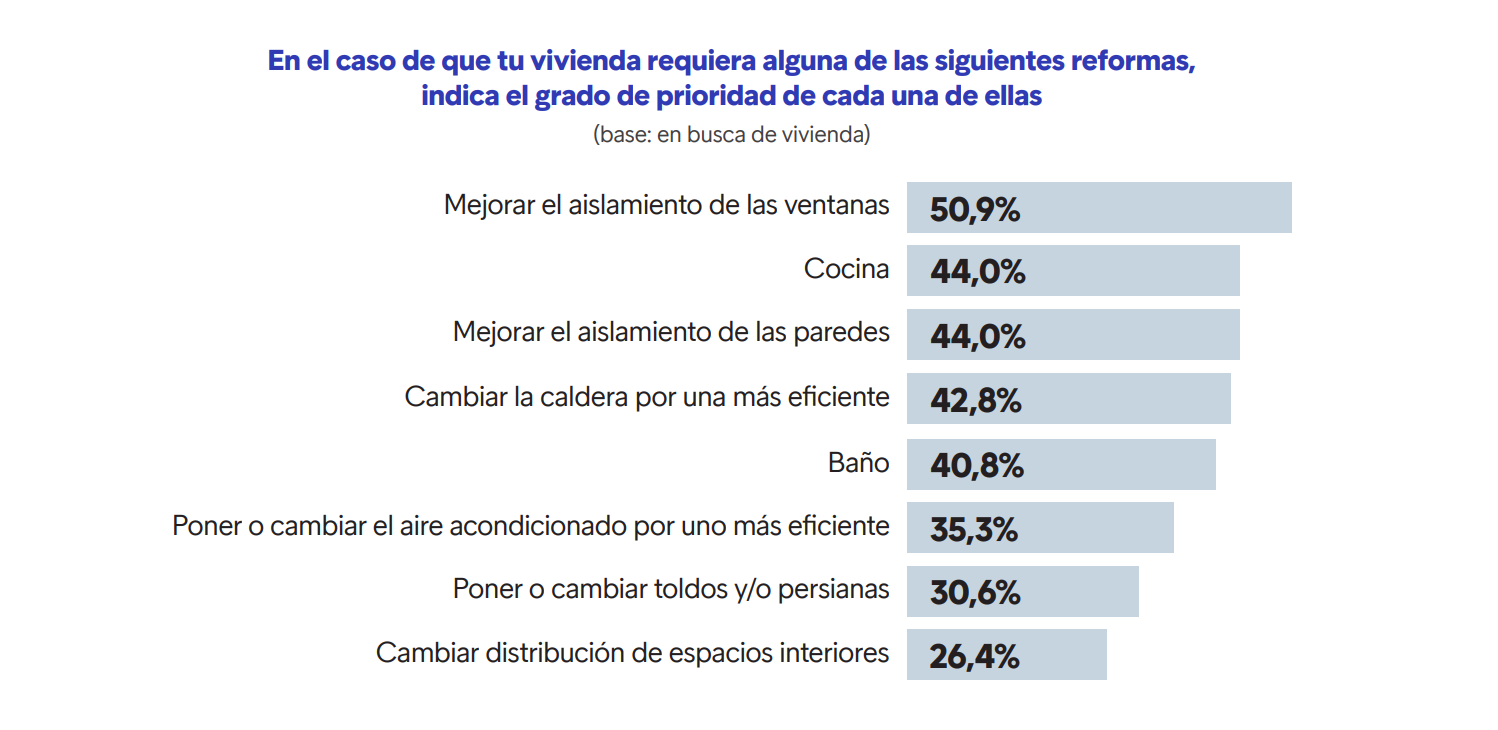 En el caso de que tu vivienda requiera alguna de las siguientes reformas,
indica el grado de prioridad de cada una de ellas
(base: en busca de vivienda)
Mejorar el aislamiento de las ventanas 50,9%
Cocina 44,0%
Mejorar el aislamiento de las paredes 44,0%
Cambiar la caldera por una más eficiente 42,8%
Baño 40,8%
Poner o cambiar el aire acondicionado por uno más eficiente 35,3%
Poner o cambiar toldos y/o persianas 30,6%
Cambiar distribución de espacios interiores 26,4%